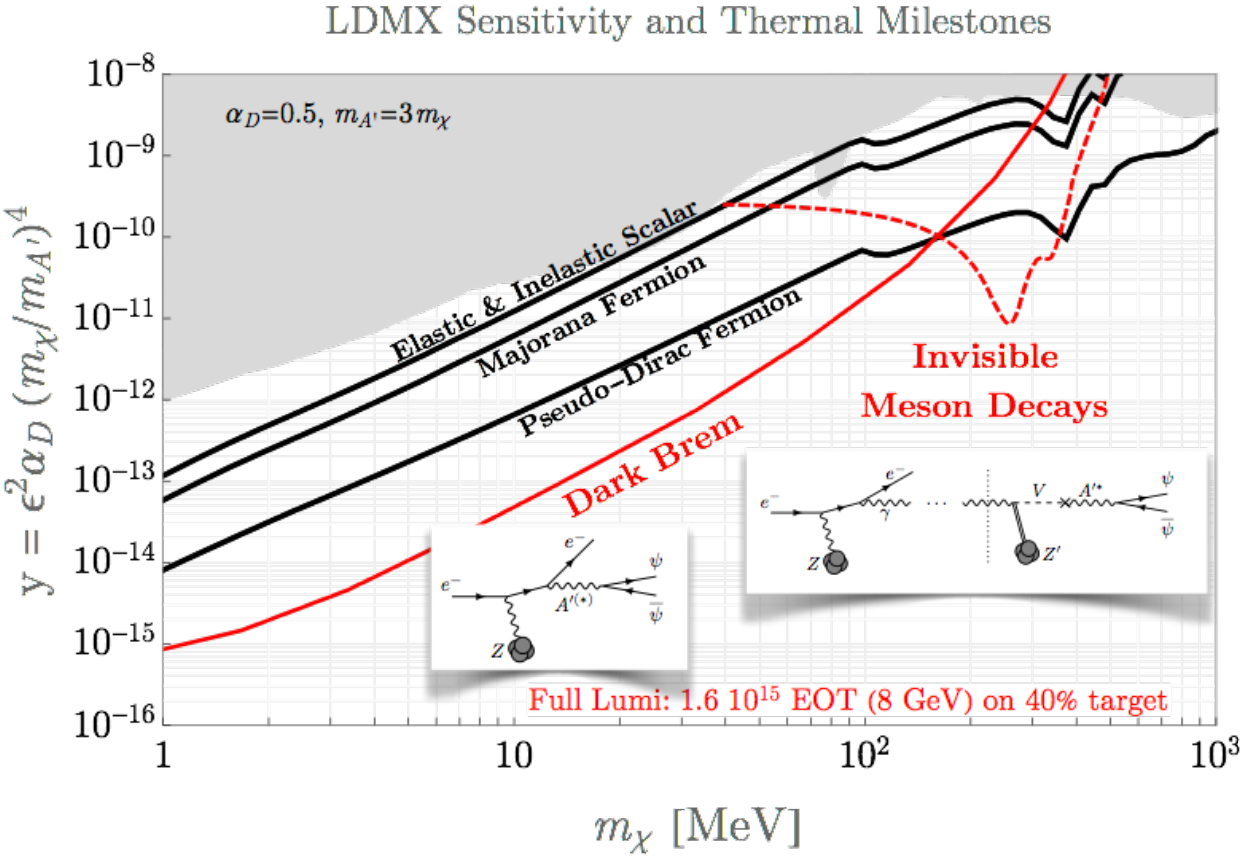 LDMX Sensitivity and Thermal Milestones
α_D=0.5, m_A'=3m_χ
10⁻⁸
10⁻⁹
10⁻¹⁰
10⁻¹¹
10⁻¹²
10⁻¹³
10⁻¹⁴
10⁻¹⁵
10⁻¹⁶
y = ϵ²α_D(m_χ/m_A')⁴
Elastic & Inelastic Scalar
Majorana Fermion
Pseudo-Dirac Fermion
Dark Brem
Invisible
Meson Decays
e⁻
e⁻
γ
...
V
A'*
ψ
ψ̄
Z
Z'
e⁻
e⁻
A'(*)
ψ
ψ̄
Z
Full Lumi: 1.6 10¹⁵ EOT (8 GeV) on 40% target
1
10
10²
10³
m_χ [MeV]